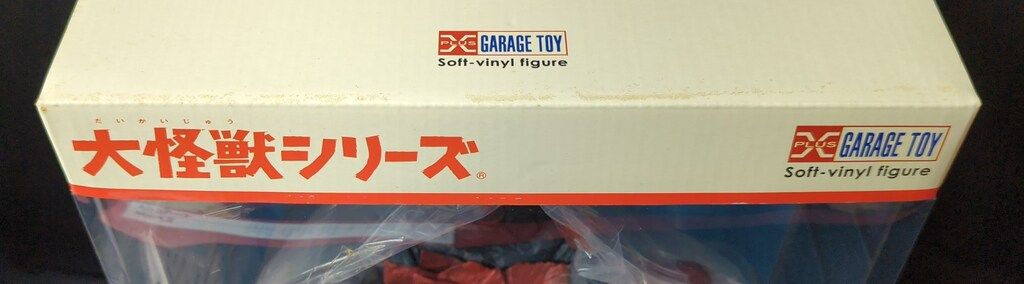 X PLUS GARAGE TOY
Soft-vinyl figure
だいかいじゅう
大怪獣シリーズ®
X PLUS GARAGE TOY
Soft-vinyl figure